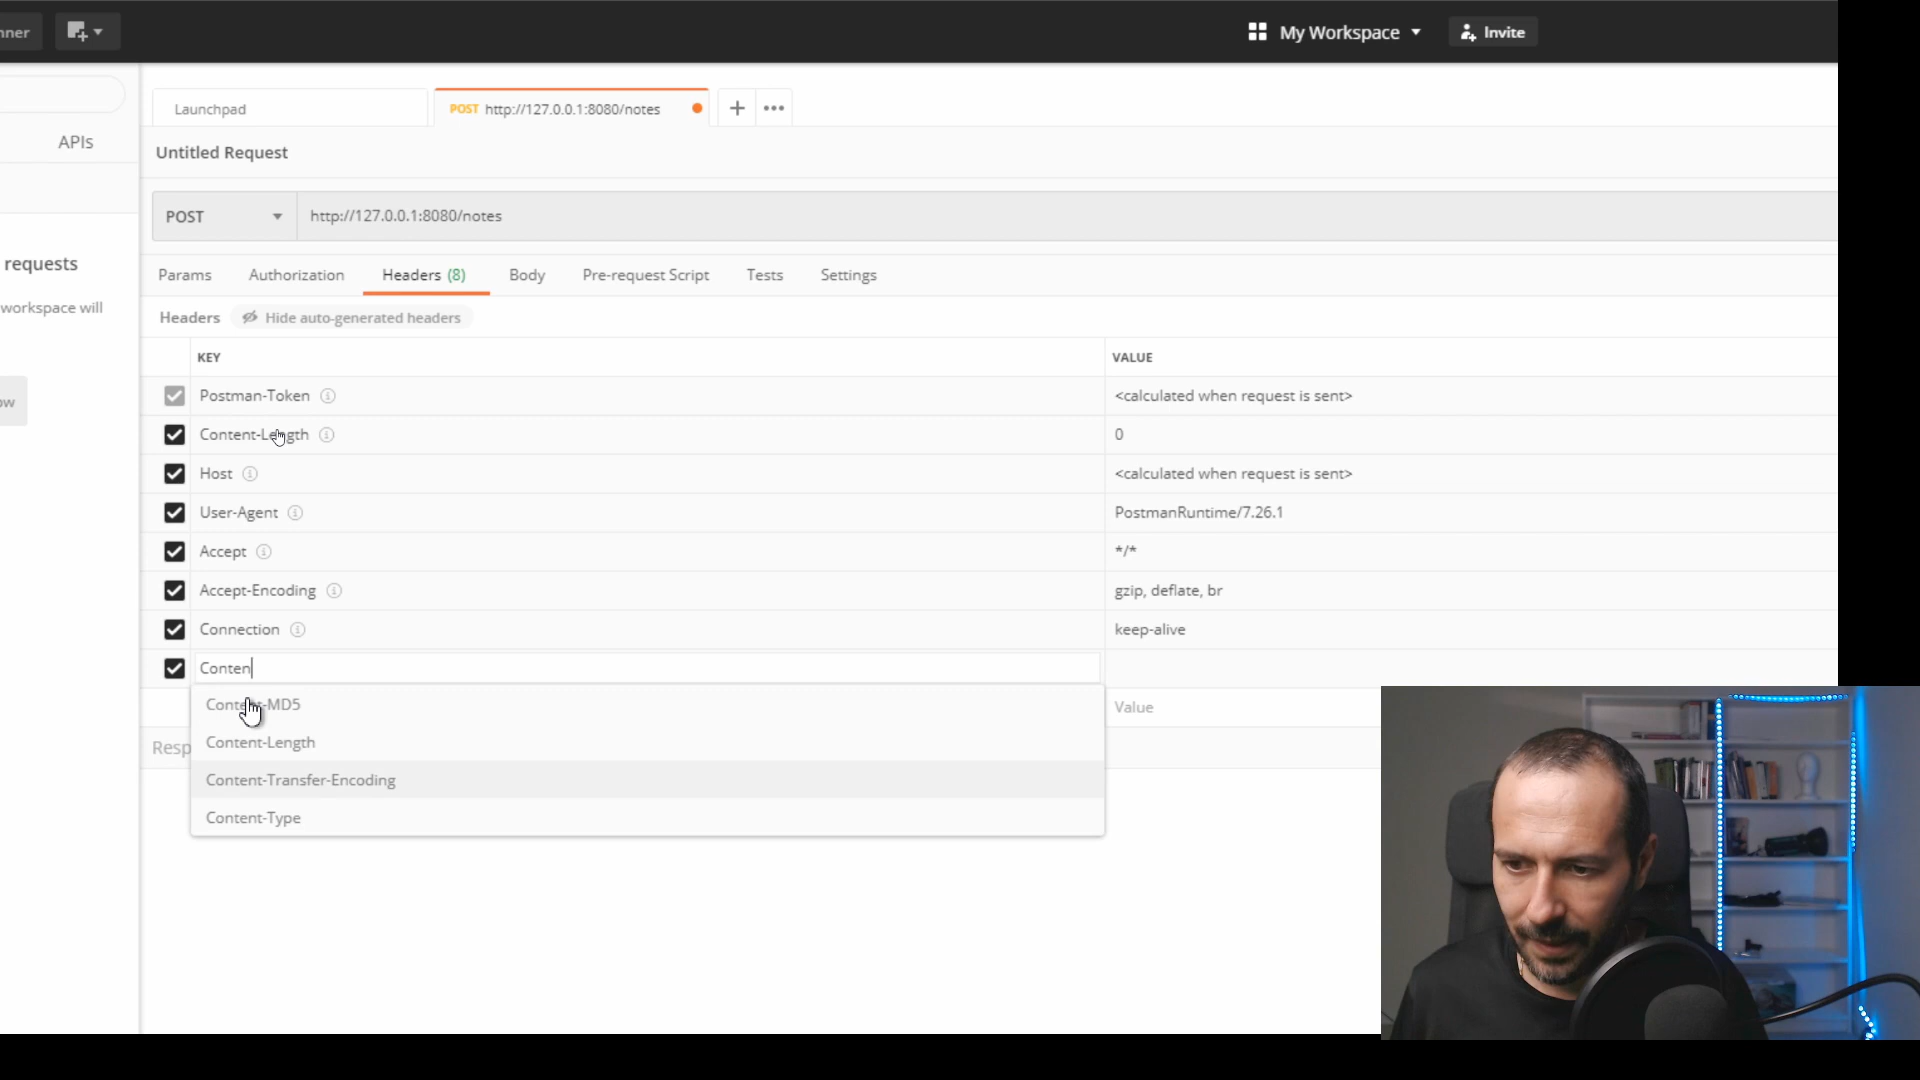 nner
My Workspace
Invite
Launchpad
POST http://127.0.0.1:8080/notes
APIs
Untitled Request
POST http://127.0.0.1:8080/notes
requests
workspace will
ow
Params Authorization Headers (8) Body Pre-request Script Tests Settings
Headers Hide auto-generated headers
KEY VALUE
Postman-Token <calculated when request is sent>
Content-Length 0
Host <calculated when request is sent>
User-Agent PostmanRuntime/7.26.1
Accept */*
Accept-Encoding gzip, deflate, br
Connection keep-alive
Conten
Content-MD5
Value
Content-Length
Resp
Content-Transfer-Encoding
Content-Type